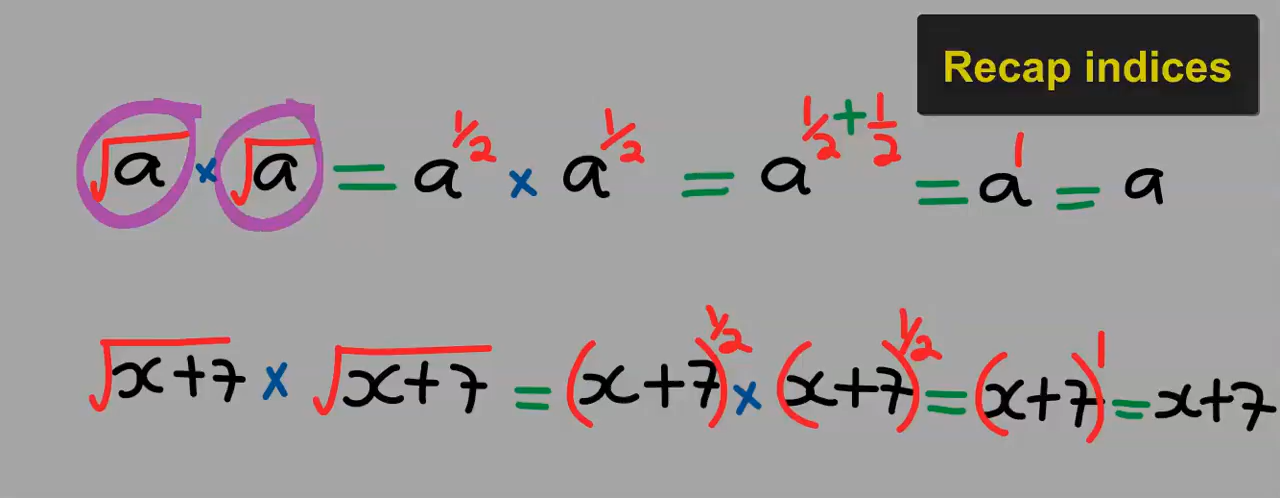 Recap indices
√a × √a = a^1/2 × a^1/2 = a^1/2+1/2 = a^1 = a
√x+7 × √x+7 = (x+7)^1/2 × (x+7)^1/2 = (x+7)^1 = x+7